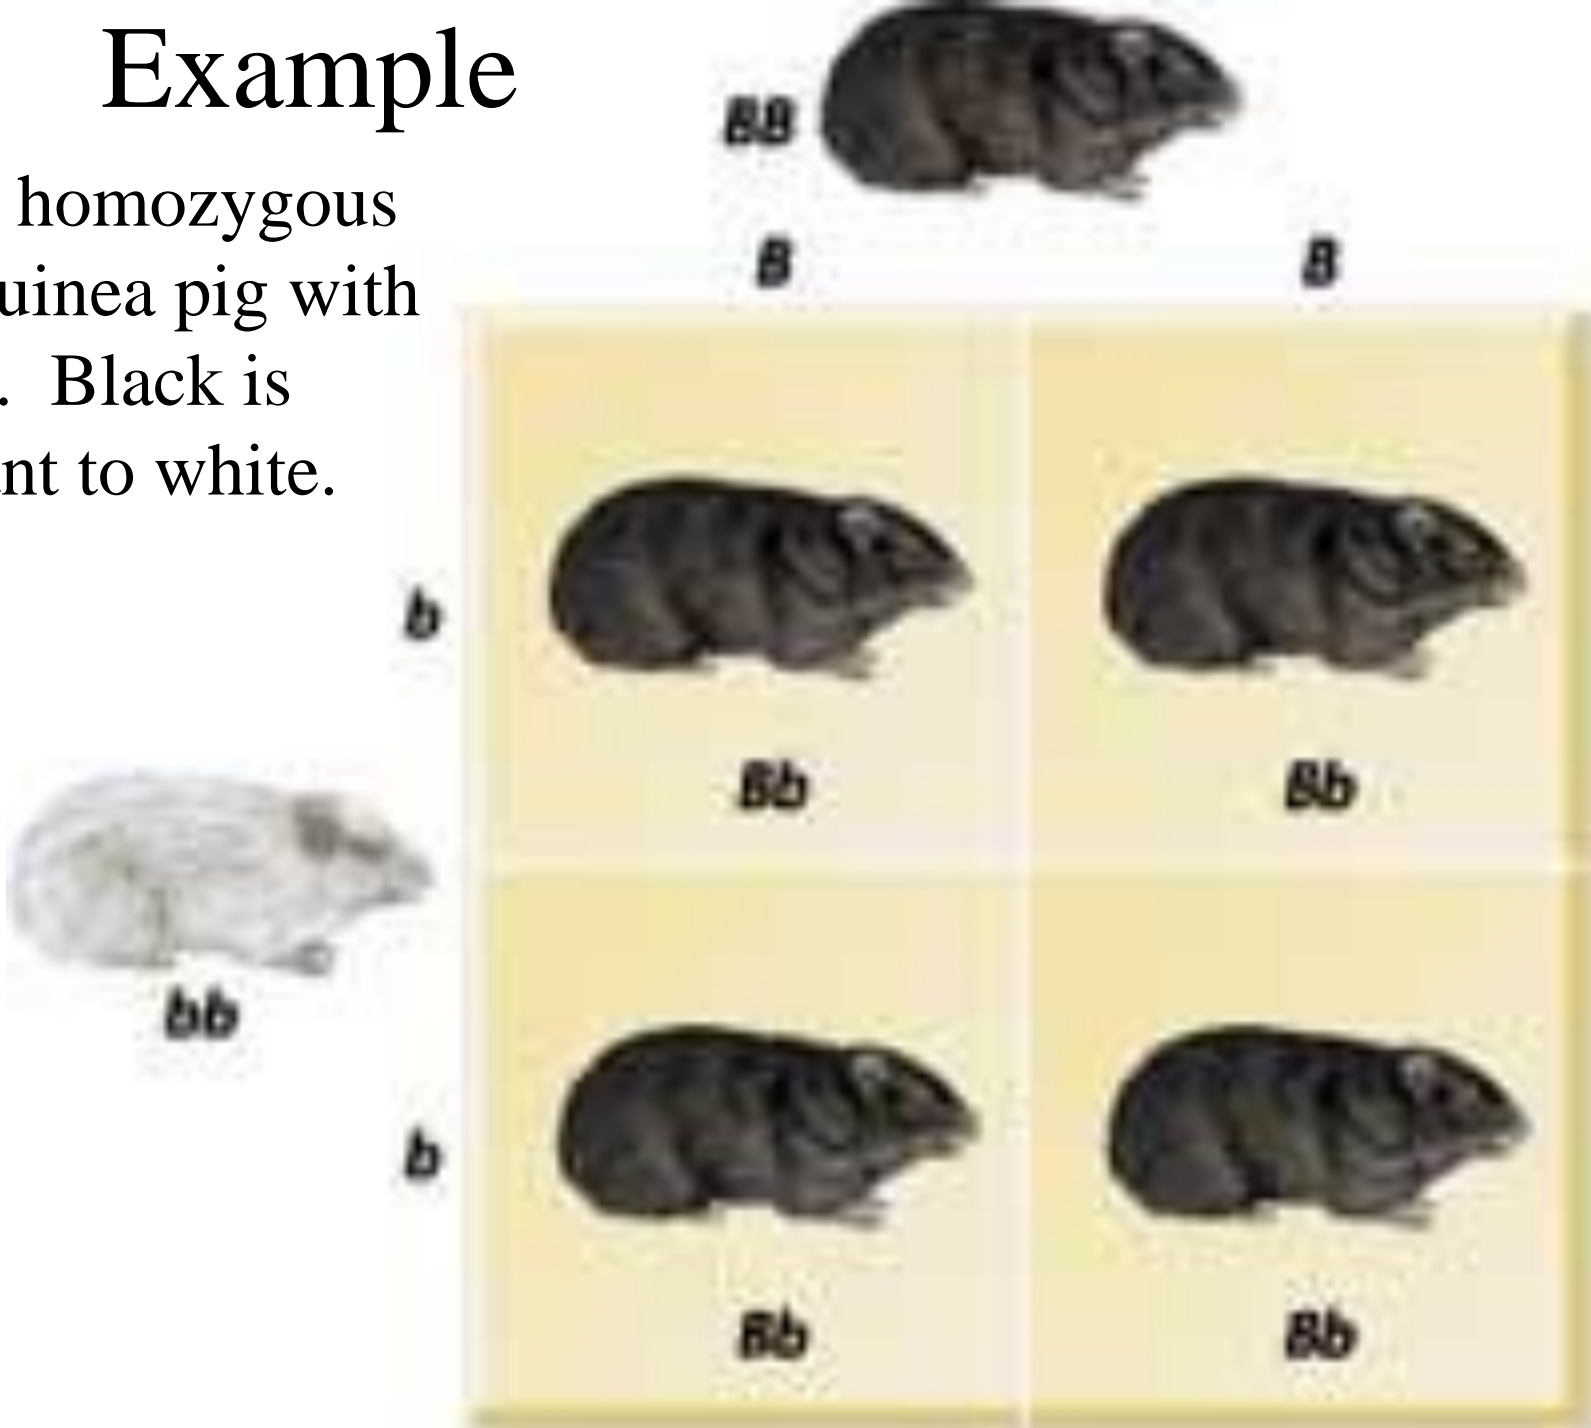 Example
homozygous
uinea pig with
. Black is
nt to white.
BB
B B
b
Bb Bb
bb
b
Bb Bb